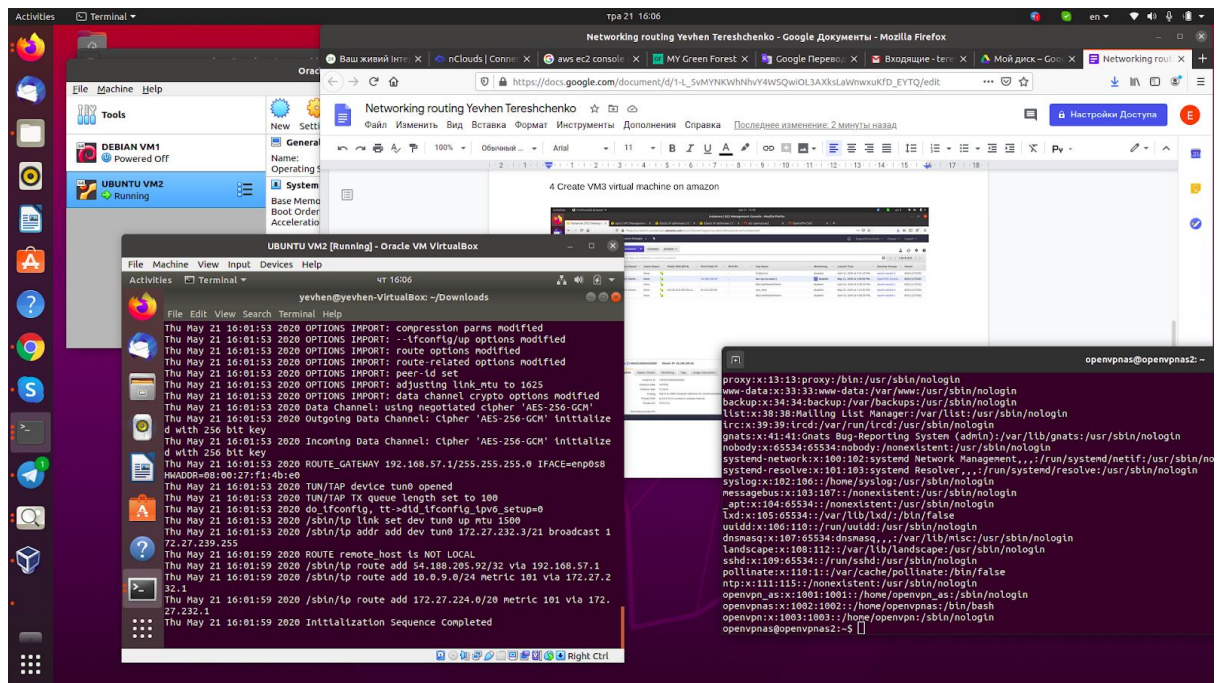 Activities Terminal тра 21 16:06 en
Networking routing Yevhen Tereshchenko - Google Документы - Mozilla Firefox
Ваш живий Інте nClouds | Connec aws ec2 console MY Green Forest Google Перевод Входящие - tere Мой диск – Goo Networking rout
https://docs.google.com/document/d/1-L_SvMYNKWhNhvY4WSQwiOL3AXksLaWnwxuKfD_EYTQ/edit
Networking routing Yevhen Tereshchenko
Файл Изменить Вид Вставка Формат Инструменты Дополнения Справка Последнее изменение: 2 минуты назад
Настройки Доступа
E
100% Обычный ... Arial 11
4 Create VM3 virtual machine on amazon
Orac
File Machine Help
Tools
New Setti
DEBIAN VM1
Powered Off
UBUNTU VM2
Running
General
Name:
Operating S
System
Base Memo
Boot Order
Acceleratio
UBUNTU VM2 [Running] - Oracle VM VirtualBox
File Machine View Input Devices Help
Activities Terminal чт 16:06
yevhen@yevhen-VirtualBox: ~/Downloads
File Edit View Search Terminal Help
Thu May 21 16:01:53 2020 OPTIONS IMPORT: compression parms modified
Thu May 21 16:01:53 2020 OPTIONS IMPORT: --ifconfig/up options modified
Thu May 21 16:01:53 2020 OPTIONS IMPORT: route options modified
Thu May 21 16:01:53 2020 OPTIONS IMPORT: route-related options modified
Thu May 21 16:01:53 2020 OPTIONS IMPORT: peer-id set
Thu May 21 16:01:53 2020 OPTIONS IMPORT: adjusting link_mtu to 1625
Thu May 21 16:01:53 2020 OPTIONS IMPORT: data channel crypto options modified
Thu May 21 16:01:53 2020 Data Channel: using negotiated cipher 'AES-256-GCM'
Thu May 21 16:01:53 2020 Outgoing Data Channel: Cipher 'AES-256-GCM' initialize
d with 256 bit key
Thu May 21 16:01:53 2020 Incoming Data Channel: Cipher 'AES-256-GCM' initialize
d with 256 bit key
Thu May 21 16:01:53 2020 ROUTE_GATEWAY 192.168.57.1/255.255.255.0 IFACE=enp0s8
HWADDR=08:00:27:f1:4b:e0
Thu May 21 16:01:53 2020 TUN/TAP device tun0 opened
Thu May 21 16:01:53 2020 TUN/TAP TX queue length set to 100
Thu May 21 16:01:53 2020 do_ifconfig, tt->did_ifconfig_ipv6_setup=0
Thu May 21 16:01:53 2020 /sbin/ip link set dev tun0 up mtu 1500
Thu May 21 16:01:53 2020 /sbin/ip addr add dev tun0 172.27.232.3/21 broadcast 1
72.27.239.255
Thu May 21 16:01:59 2020 ROUTE remote_host is NOT LOCAL
Thu May 21 16:01:59 2020 /sbin/ip route add 54.188.205.92/32 via 192.168.57.1
Thu May 21 16:01:59 2020 /sbin/ip route add 10.0.9.0/24 metric 101 via 172.27.2
32.1
Thu May 21 16:01:59 2020 /sbin/ip route add 172.27.224.0/20 metric 101 via 172.
27.232.1
Thu May 21 16:01:59 2020 Initialization Sequence Completed
Right Ctrl
openvpnas@openvpnas2: ~
proxy:x:13:13:proxy:/bin:/usr/sbin/nologin
www-data:x:33:33:www-data:/var/www:/usr/sbin/nologin
backup:x:34:34:backup:/var/backups:/usr/sbin/nologin
list:x:38:38:Mailing List Manager:/var/list:/usr/sbin/nologin
irc:x:39:39:ircd:/var/run/ircd:/usr/sbin/nologin
gnats:x:41:41:Gnats Bug-Reporting System (admin):/var/lib/gnats:/usr/sbin/nologin
nobody:x:65534:65534:nobody:/nonexistent:/usr/sbin/nologin
systemd-network:x:100:102:systemd Network Management,,,:/run/systemd/netif:/usr/sbin/no
systemd-resolve:x:101:103:systemd Resolver,,,:/run/systemd/resolve:/usr/sbin/nologin
syslog:x:102:106::/home/syslog:/usr/sbin/nologin
messagebus:x:103:107::/nonexistent:/usr/sbin/nologin
_apt:x:104:65534::/nonexistent:/usr/sbin/nologin
lxd:x:105:65534::/var/lib/lxd/:/bin/false
uuidd:x:106:110::/run/uuidd:/usr/sbin/nologin
dnsmasq:x:107:65534:dnsmasq,,,:/var/lib/misc:/usr/sbin/nologin
landscape:x:108:112::/var/lib/landscape:/usr/sbin/nologin
sshd:x:109:65534::/run/sshd:/usr/sbin/nologin
pollinate:x:110:1::/var/cache/pollinate:/bin/false
ntp:x:111:115::/nonexistent:/usr/sbin/nologin
openvpn_as:x:1001:1001::/home/openvpn_as:/sbin/nologin
openvpnas:x:1002:1002::/home/openvpnas:/bin/bash
openvpn:x:1003:1003::/home/openvpn:/sbin/nologin
openvpnas@openvpnas2:~$